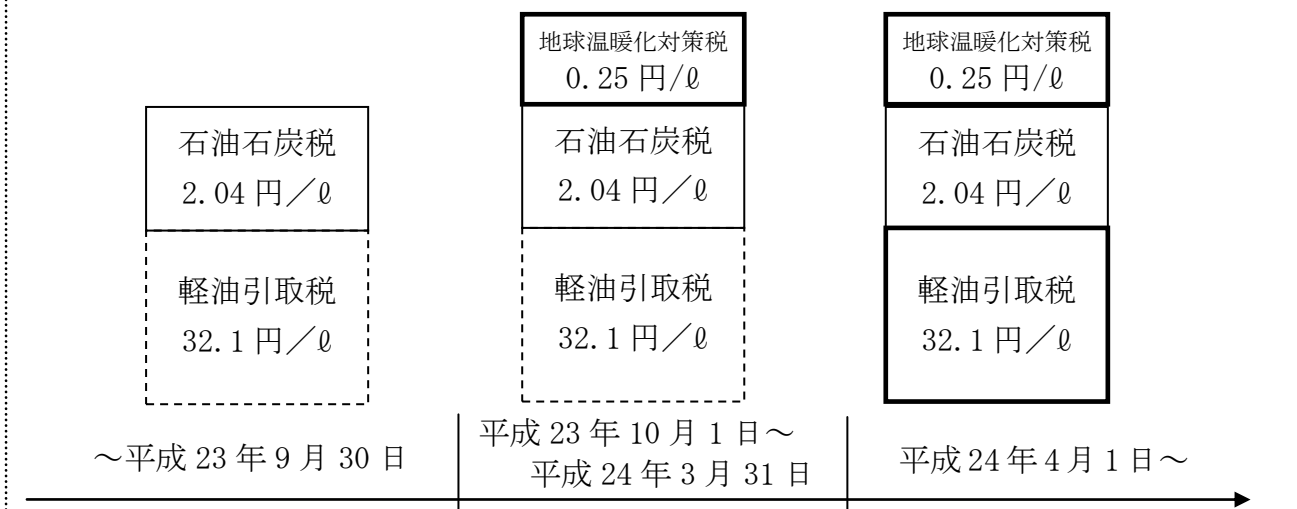 石油石炭税
2.04 円／ℓ
軽油引取税
32.1 円／ℓ
～平成 23 年 9 月 30 日
地球温暖化対策税
0.25 円/ℓ
石油石炭税
2.04 円／ℓ
軽油引取税
32.1 円／ℓ
平成 23 年 10 月 1 日～
平成 24 年 3 月 31 日
地球温暖化対策税
0.25 円/ℓ
石油石炭税
2.04 円／ℓ
軽油引取税
32.1 円／ℓ
平成 24 年 4 月 1 日～